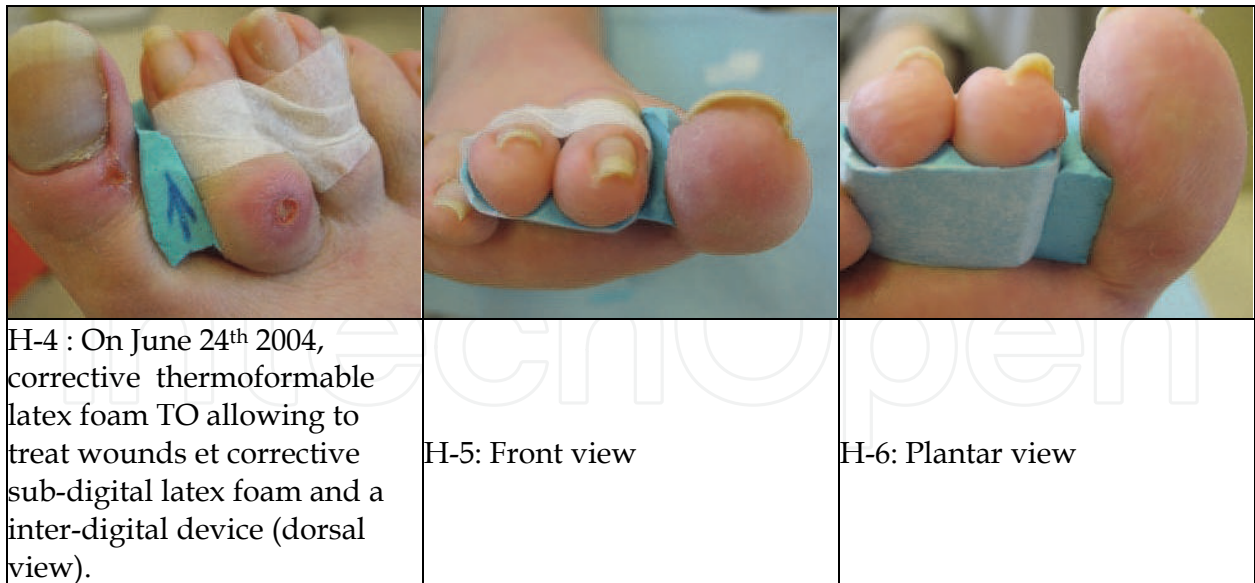 H-4 : On June 24th 2004,
corrective thermoformable
latex foam TO allowing to
treat wounds et corrective
sub-digital latex foam and a
inter-digital device (dorsal
view).
H-5: Front view
H-6: Plantar view
IntechOpen